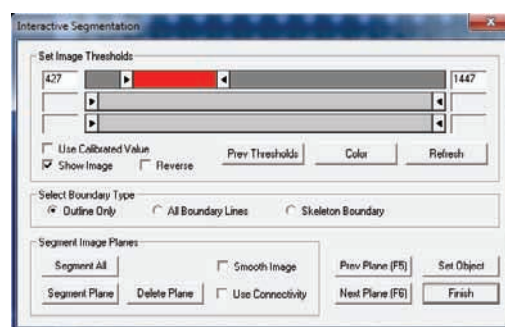 Interactive Segmentation
Set Image Thresholds
427 1447
Use Calibrated Value
Show Image Reverse Prev Thresholds Color Refresh
Select Boundary Type
Outline Only All Boundary Lines Skeleton Boundary
Segment Image Planes
Segment All Smooth Image Prev Plane (F5) Set Object
Segment Plane Delete Plane Use Connectivity Next Plane (F6) Finish